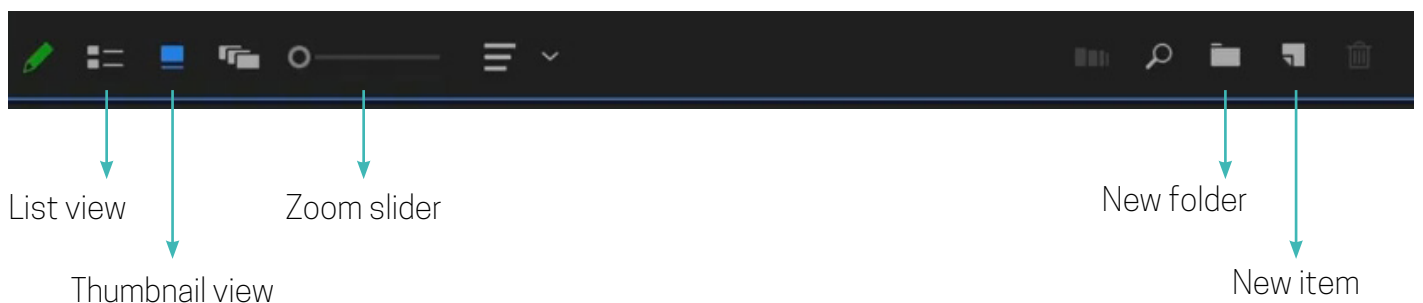 List view
Zoom slider
New folder
Thumbnail view
New item